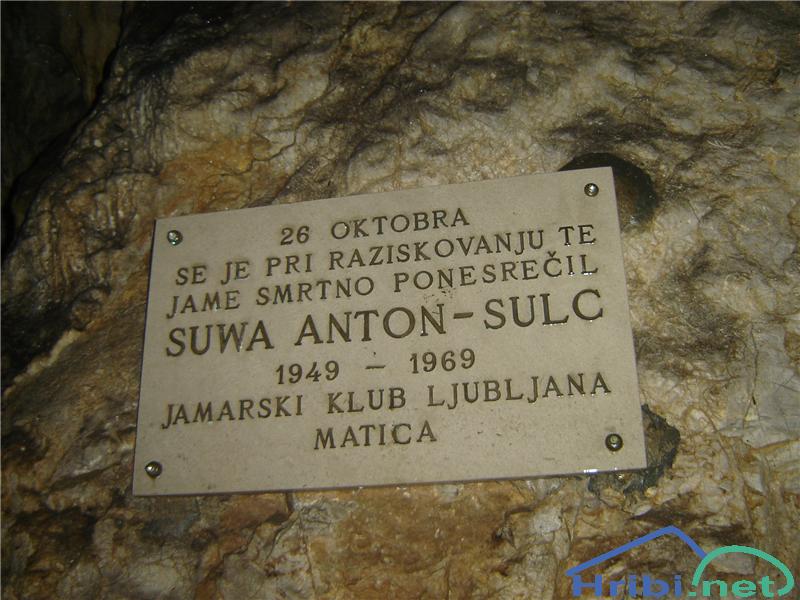 26 OKTOBRA
SE JE PRI RAZISKOVANJU TE
JAME SMRTNO PONESREČIL
SUWA ANTON-SULC
1949 – 1969
JAMARSKI KLUB LJUBLJANA
MATICA
Hribi.net